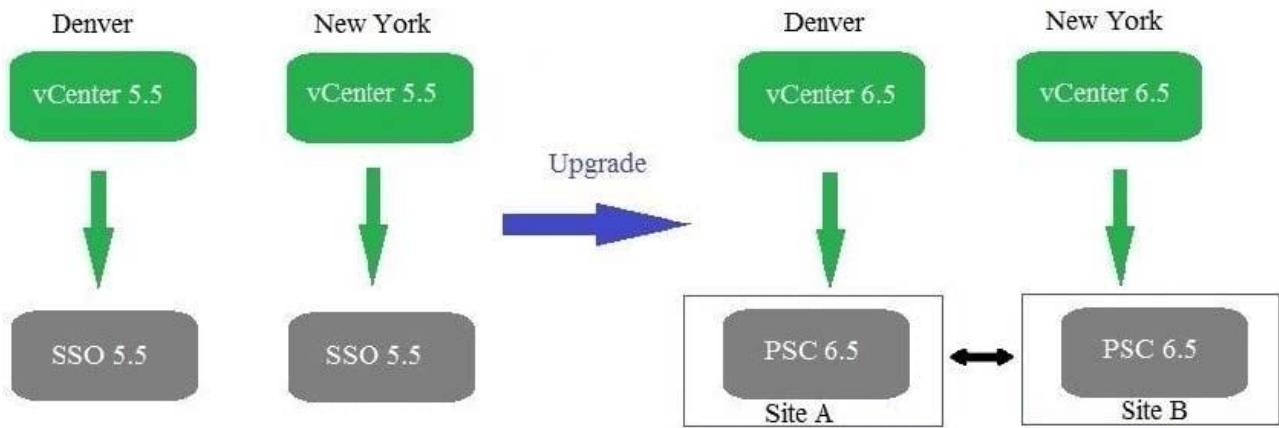 Denver
New York
Denver
New York
vCenter 5.5
vCenter 5.5
vCenter 6.5
vCenter 6.5
Upgrade
SSO 5.5
SSO 5.5
PSC 6.5
PSC 6.5
Site A
Site B